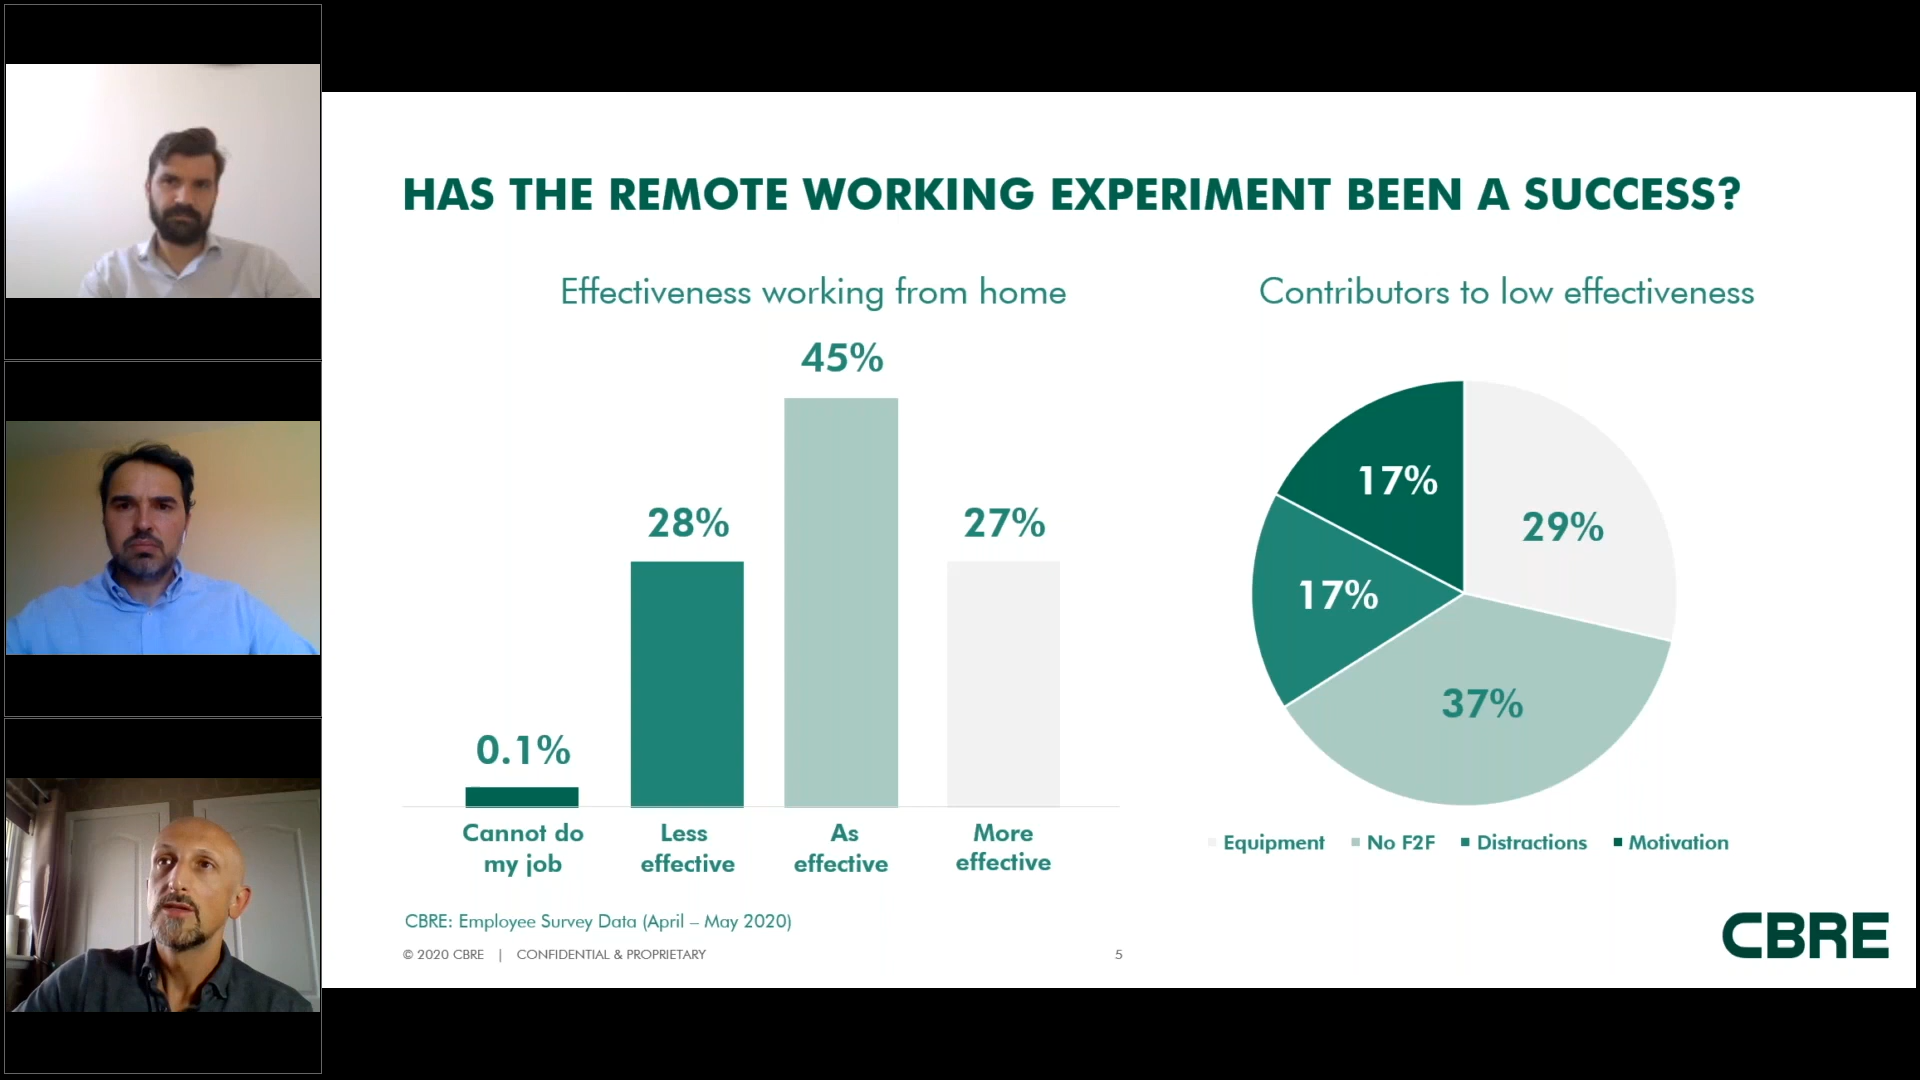 HAS THE REMOTE WORKING EXPERIMENT BEEN A SUCCESS?
Effectiveness working from home
45%
28%
27%
0.1%
Cannot do
my job
Less
effective
As
effective
More
effective
Contributors to low effectiveness
17%
29%
17%
37%
Equipment
No F2F
Distractions
Motivation
CBRE: Employee Survey Data (April – May 2020)
© 2020 CBRE | CONFIDENTIAL & PROPRIETARY
5
CBRE